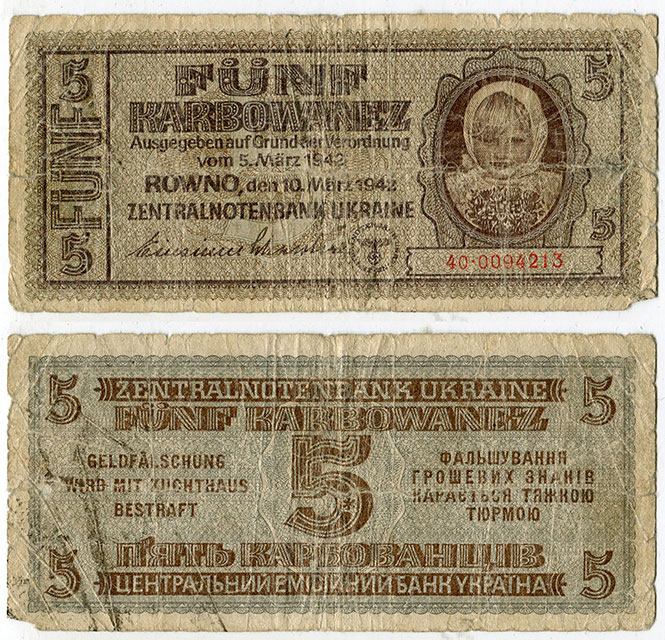 5
FÜNF
5
FÜNF
KARBOWANEZ
Ausgegeben auf Grund der Verordnung
vom 5. März 1942
ROWNO, den 10. März 1942
ZENTRALNOTENBANK UKRAINE
5
5
40·0094213
5
ZENTRALNOTENBANK UKRAINE
5
FÜNF KARBOWANEZ
GELDFÄLSCHUNG
WIRD MIT ZUCHTHAUS
BESTRAFT
5
ФАЛЬШУВАННЯ
ГРОШЕВИХ ЗНАКІВ
КАРАЄТЬСЯ ТЯЖКОЮ
ТЮРМОЮ
П'ЯТЬ КАРБОВАНЦІВ
5
ЦЕНТРАЛЬНИЙ ЕМІСІЙНИЙ БАНК УКРАЇНА
5